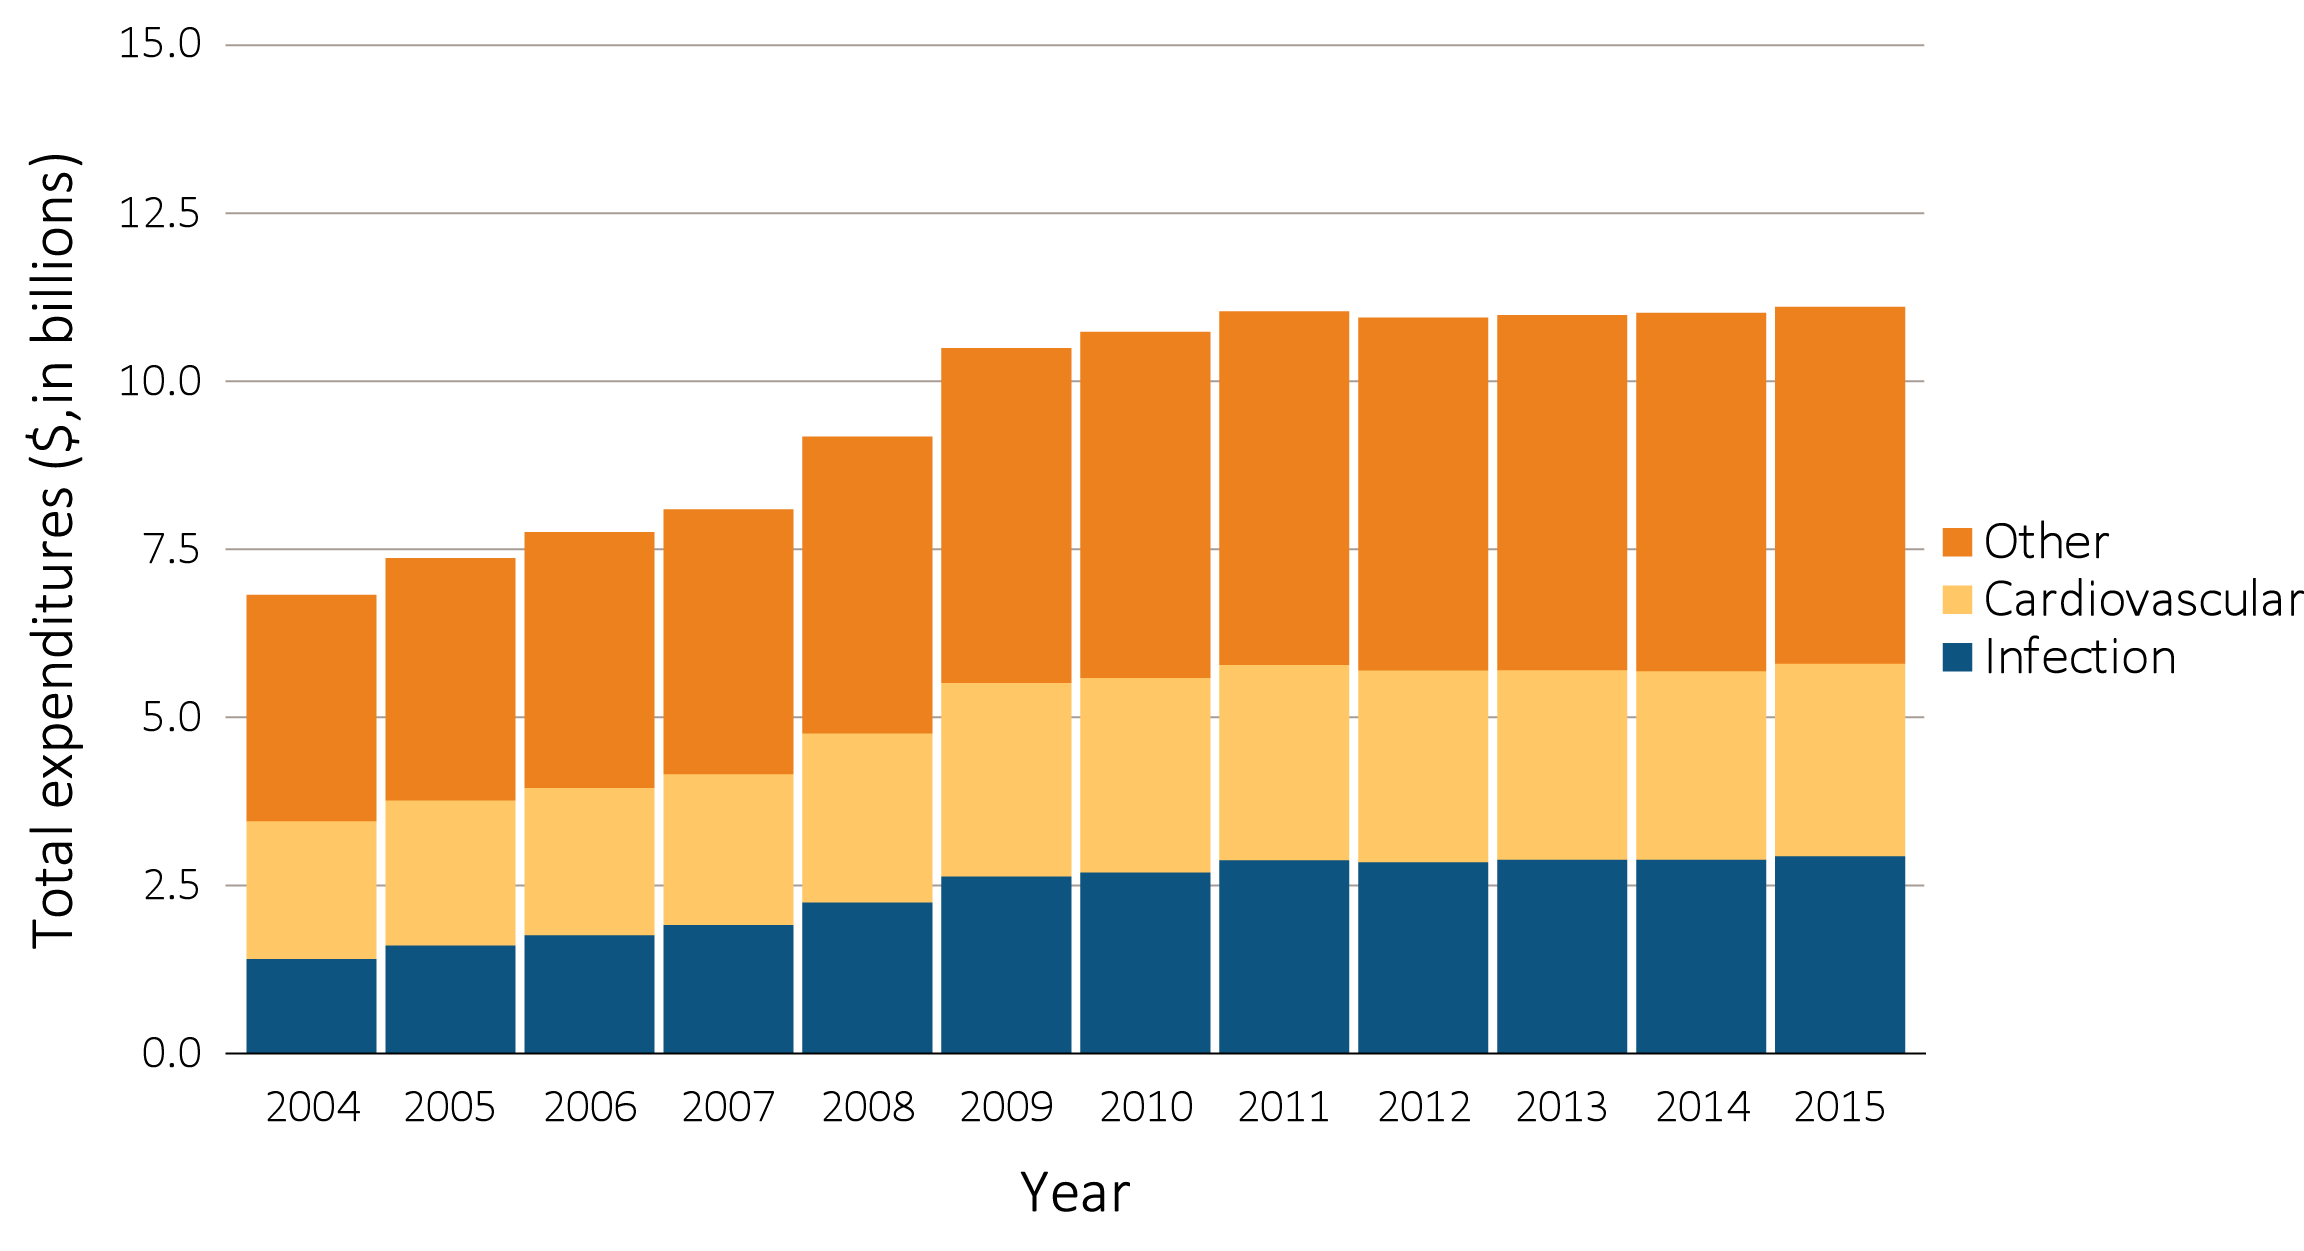 Total expenditures ($,in billions)
15.0
12.5
10.0
7.5
5.0
2.5
0.0
2004 2005 2006 2007 2008 2009 2010 2011 2012 2013 2014 2015
Year
Other
Cardiovascular
Infection